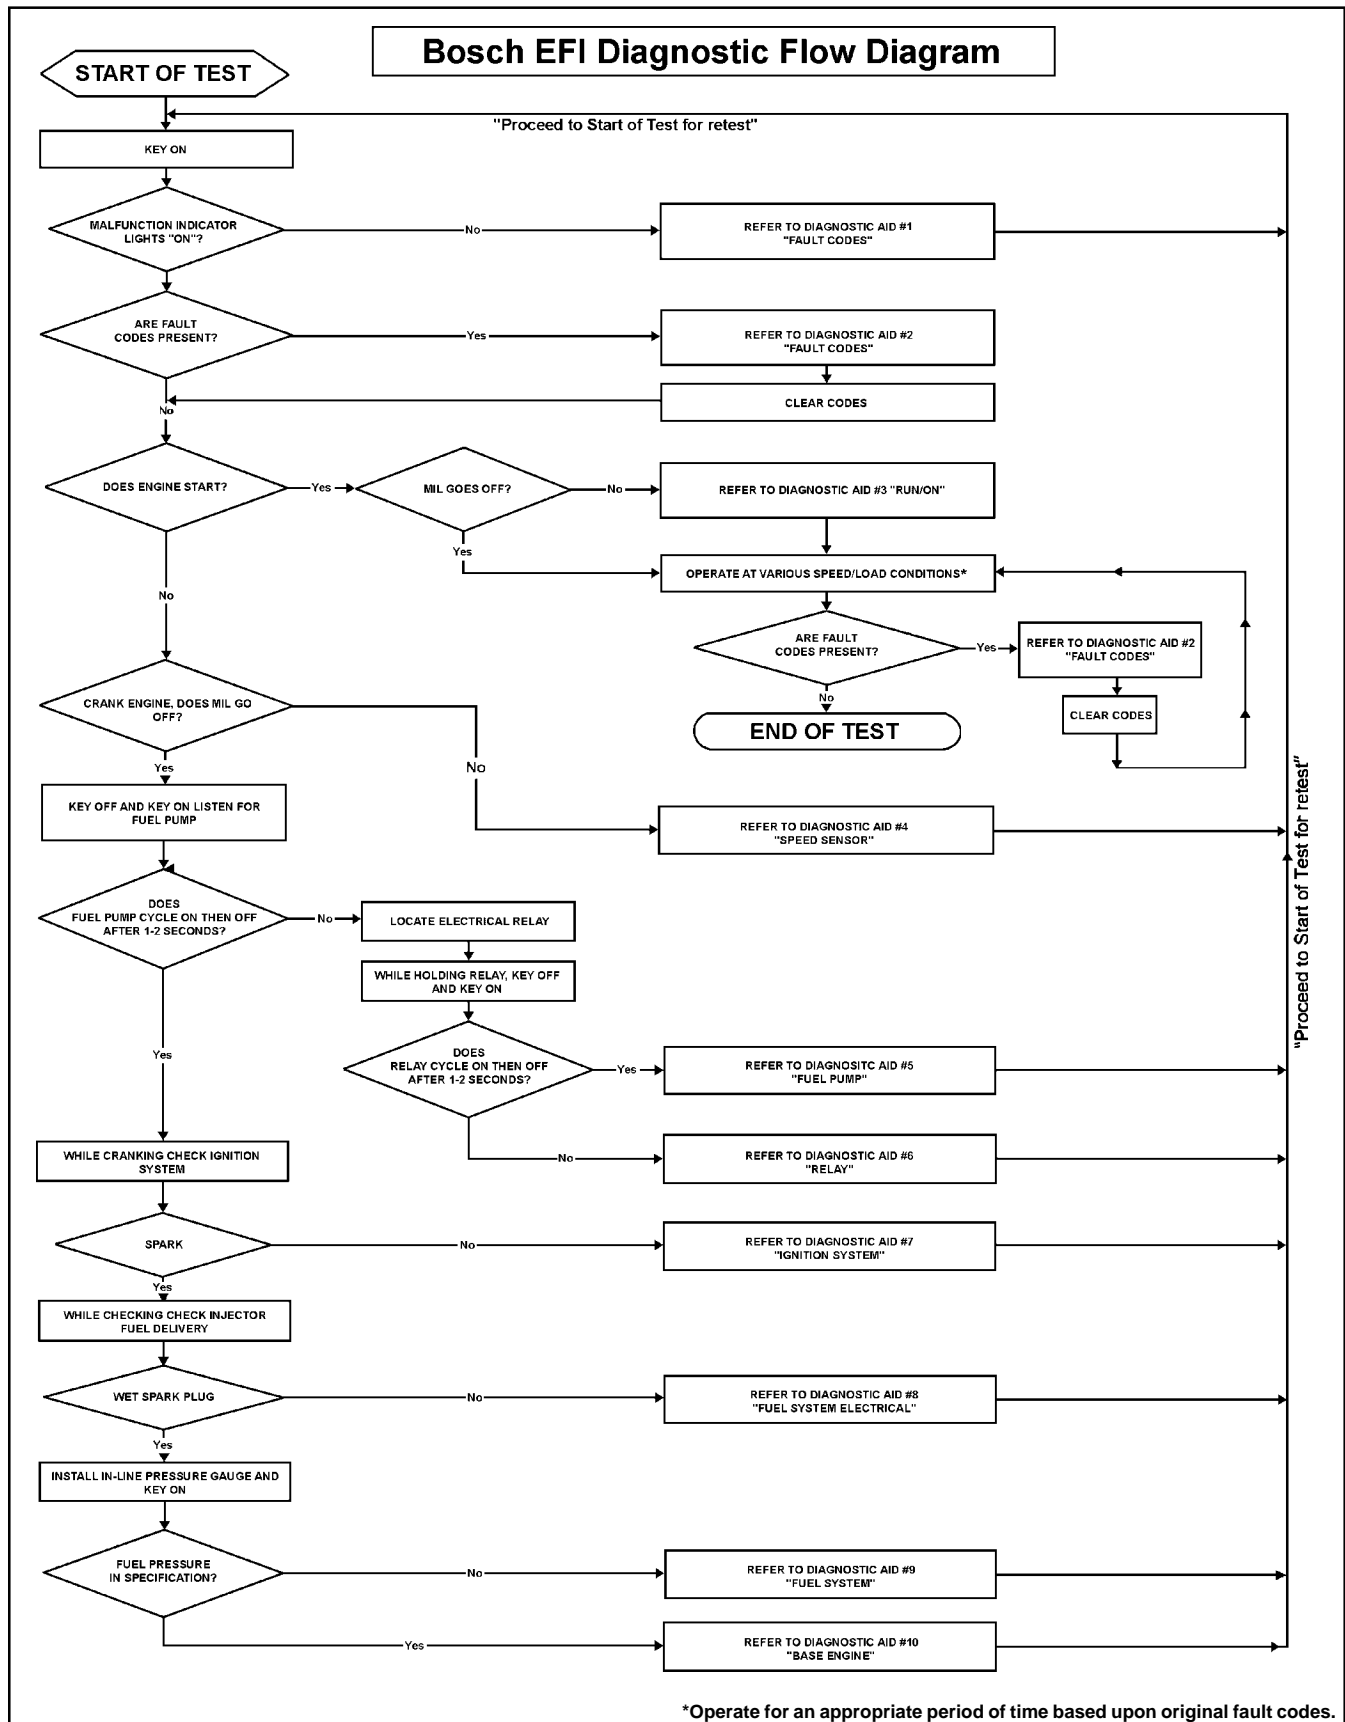 Bosch EFI Diagnostic Flow Diagram
START OF TEST
"Proceed to Start of Test for retest"
KEY ON
MALFUNCTION INDICATOR
LIGHTS "ON"?
No
REFER TO DIAGNOSTIC AID #1
"FAULT CODES"
ARE FAULT
CODES PRESENT?
Yes
REFER TO DIAGNOSTIC AID #2
"FAULT CODES"
CLEAR CODES
No
DOES ENGINE START?
Yes
MIL GOES OFF?
No
REFER TO DIAGNOSTIC AID #3 "RUN/ON"
Yes
OPERATE AT VARIOUS SPEED/LOAD CONDITIONS*
No
ARE FAULT
CODES PRESENT?
Yes
REFER TO DIAGNOSTIC AID #2
"FAULT CODES"
No
CLEAR CODES
END OF TEST
CRANK ENGINE, DOES MIL GO
OFF?
Yes
No
KEY OFF AND KEY ON LISTEN FOR
FUEL PUMP
REFER TO DIAGNOSTIC AID #4
"SPEED SENSOR"
"Proceed to Start of Test for retest"
DOES
FUEL PUMP CYCLE ON THEN OFF
AFTER 1-2 SECONDS?
No
LOCATE ELECTRICAL RELAY
WHILE HOLDING RELAY, KEY OFF
AND KEY ON
Yes
DOES
RELAY CYCLE ON THEN OFF
AFTER 1-2 SECONDS?
Yes
REFER TO DIAGNOSITC AID #5
"FUEL PUMP"
WHILE CRANKING CHECK IGNITION
SYSTEM
No
REFER TO DIAGNOSTIC AID #6
"RELAY"
SPARK
No
REFER TO DIAGNOSTIC AID #7
"IGNITION SYSTEM"
Yes
WHILE CHECKING CHECK INJECTOR
FUEL DELIVERY
WET SPARK PLUG
No
REFER TO DIAGNOSTIC AID #8
"FUEL SYSTEM ELECTRICAL"
Yes
INSTALL IN-LINE PRESSURE GAUGE AND
KEY ON
FUEL PRESSURE
IN SPECIFICATION?
No
REFER TO DIAGNOSTIC AID #9
"FUEL SYSTEM"
Yes
REFER TO DIAGNOSTIC AID #10
"BASE ENGINE"
*Operate for an appropriate period of time based upon original fault codes.